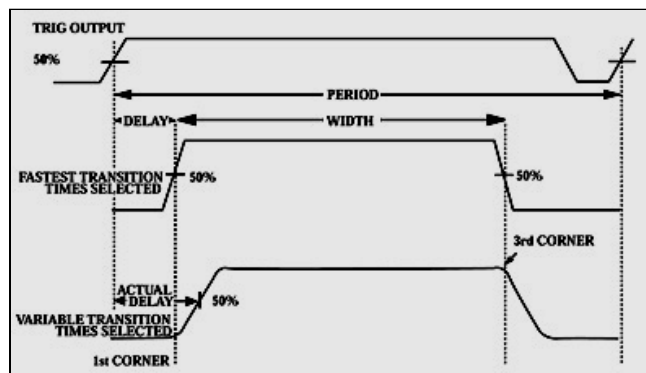 TRIG OUTPUT
50%
PERIOD
DELAY
WIDTH
FASTEST TRANSITION
TIMES SELECTED
50%
50%
3rd CORNER
ACTUAL
DELAY
50%
VARIABLE TRANSITION
TIMES SELECTED
1st CORNER